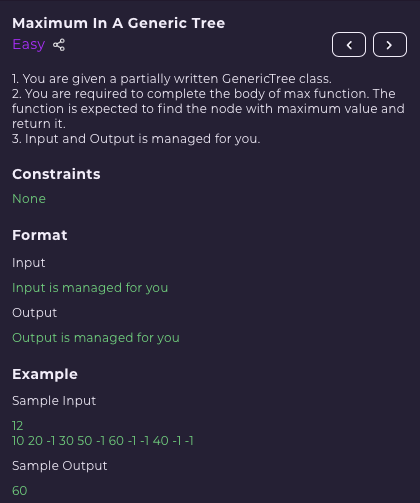 Maximum In A Generic Tree
Easy
1. You are given a partially written GenericTree class.
2. You are required to complete the body of max function. The
function is expected to find the node with maximum value and
return it.
3. Input and Output is managed for you.
Constraints
None
Format
Input
Input is managed for you
Output
Output is managed for you
Example
Sample Input
12
10 20 -1 30 50 -1 60 -1 -1 40 -1 -1
Sample Output
60